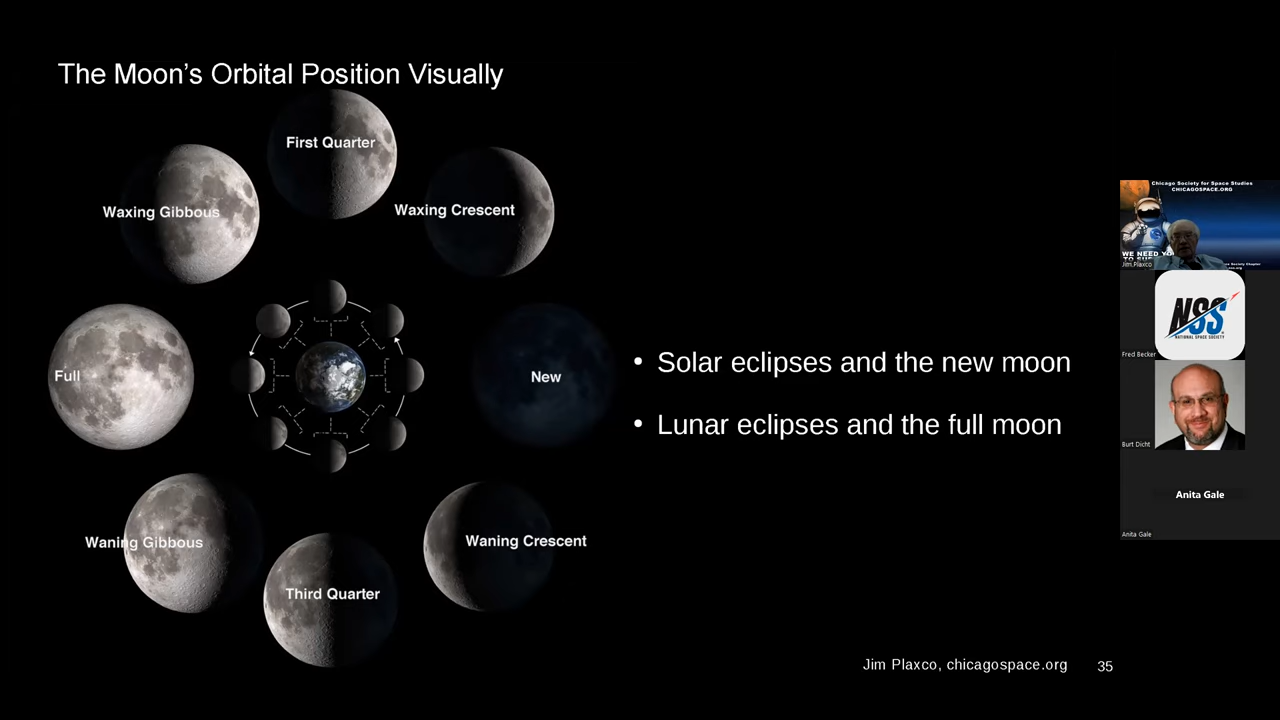 The Moon's Orbital Position Visually
First Quarter
Waxing Gibbous
Waxing Crescent
Full
New
Waning Gibbous
Waning Crescent
Third Quarter
• Solar eclipses and the new moon
• Lunar eclipses and the full moon
Jim Plaxco, chicagospace.org 35
Chicago Society for Space Studies
CHICAGOSPACE.ORG
WE NEED YO
Jim Plaxco
NSS
NATIONAL SPACE SOCIETY
Fred Becker
Burt Dicht
Anita Gale
Anita Gale